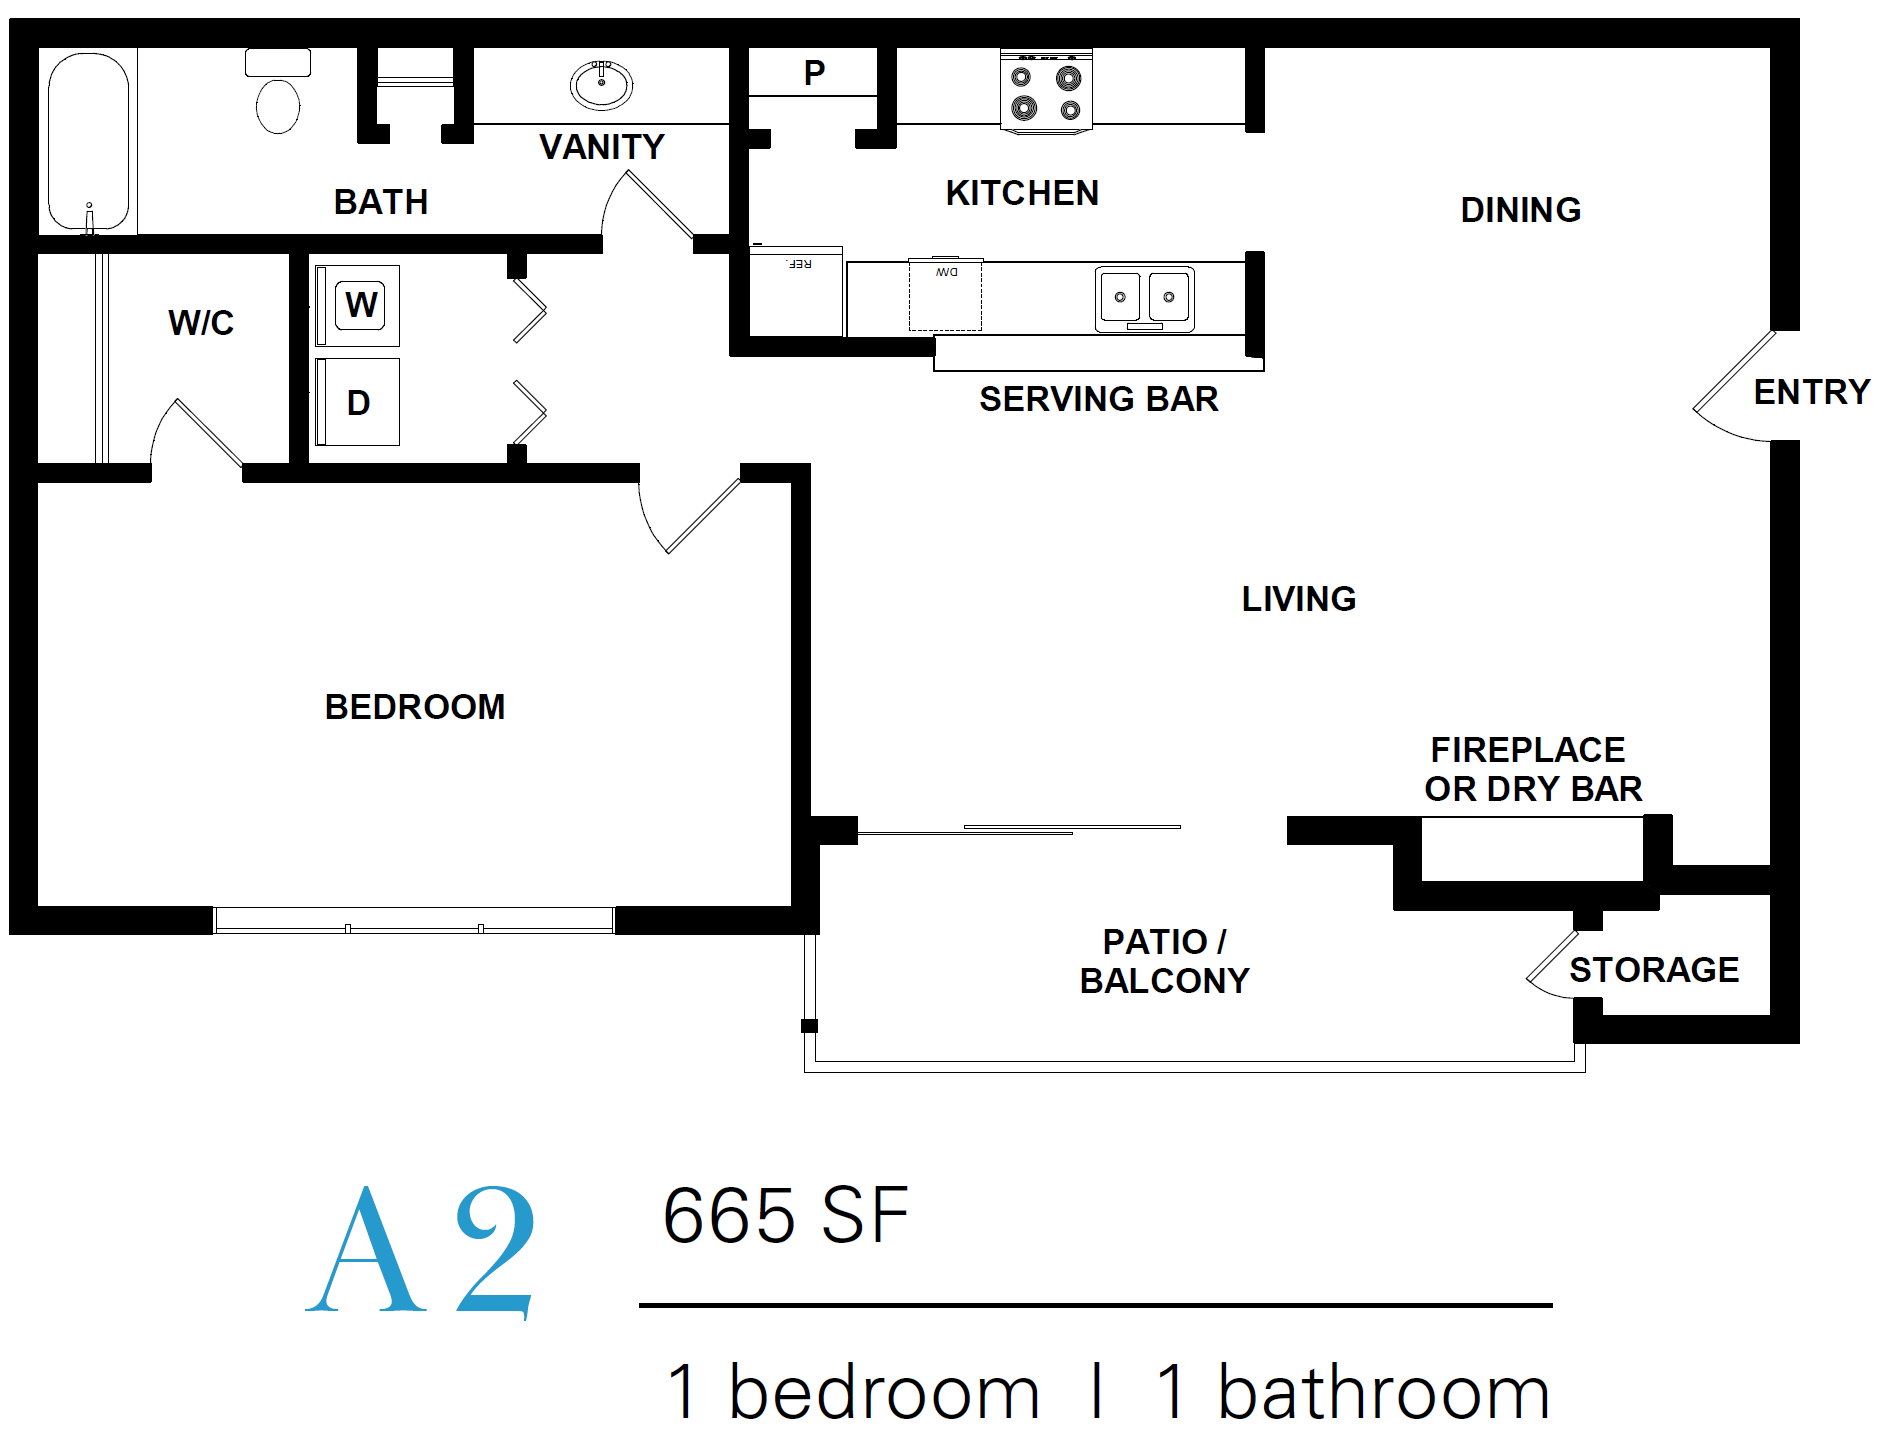 P
VANITY
BATH
KITCHEN
DINING
REF.
D/W
W/C
W
D
SERVING BAR
ENTRY
LIVING
BEDROOM
FIREPLACE
OR DRY BAR
PATIO /
BALCONY
STORAGE
A2
665 SF
1 bedroom | 1 bathroom